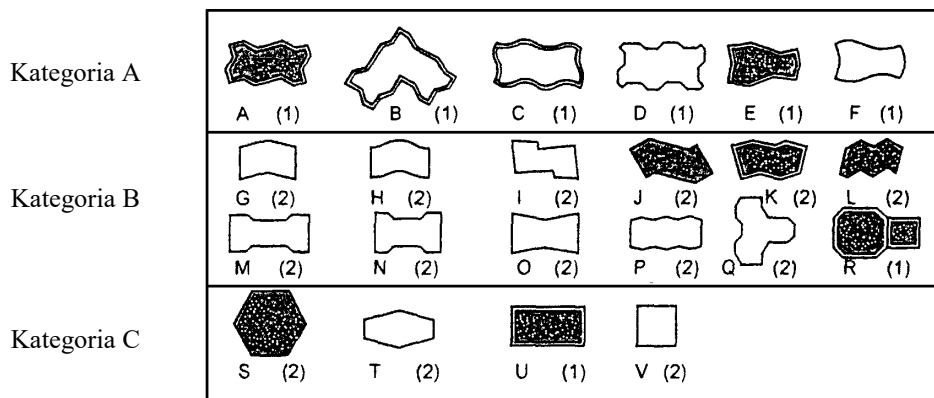 Kategoria A
A (1) B (1) C (1) D (1) E (1) F (1)
Kategoria B
G (2) H (2) I (2) J (2) K (2) L (2)
M (2) N (2) O (2) P (2) Q (2) R (1)
Kategoria C
S (2) T (2) U (1) V (2)